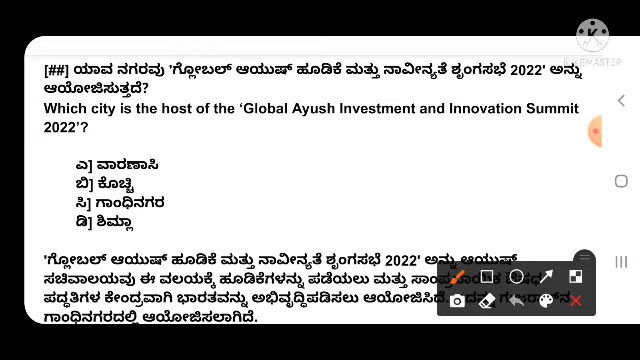 KINEMASTER
[##] ಯಾವ ನಗರವು 'ಗ್ಲೋಬಲ್ ಆಯುಷ್ ಹೂಡಿಕೆ ಮತ್ತು ನಾವೀನ್ಯತೆ ಶೃಂಗಸಭೆ 2022' ಅನ್ನು
ಆಯೋಜಿಸುತ್ತದೆ?
Which city is the host of the ‘Global Ayush Investment and Innovation Summit
2022’?
ಎ] ವಾರಣಾಸಿ
ಬಿ] ಕೊಚ್ಚಿ
ಸಿ] ಗಾಂಧಿನಗರ
ಡಿ] ಶಿಮ್ಲಾ
'ಗ್ಲೋಬಲ್ ಆಯುಷ್ ಹೂಡಿಕೆ ಮತ್ತು ನಾವೀನ್ಯತೆ ಶೃಂಗಸಭೆ 2022' ಅನ್ನು ಆಯುಷ್
ಸಚಿವಾಲಯವು ಈ ವಲಯಕ್ಕೆ ಹೂಡಿಕೆಗಳನ್ನು ಪಡೆಯಲು ಮತ್ತು
ಪದ್ಧತಿಗಳ ಕೇಂದ್ರವಾಗಿ ಭಾರತವನ್ನು ಅಭಿವೃದ್ಧಿಪಡಿಸಲು ಆಯೋಜಿಸಿದೆ.
ಗಾಂಧಿನಗರದಲ್ಲಿ ಆಯೋಜಿಸಲಾಗಿದೆ.